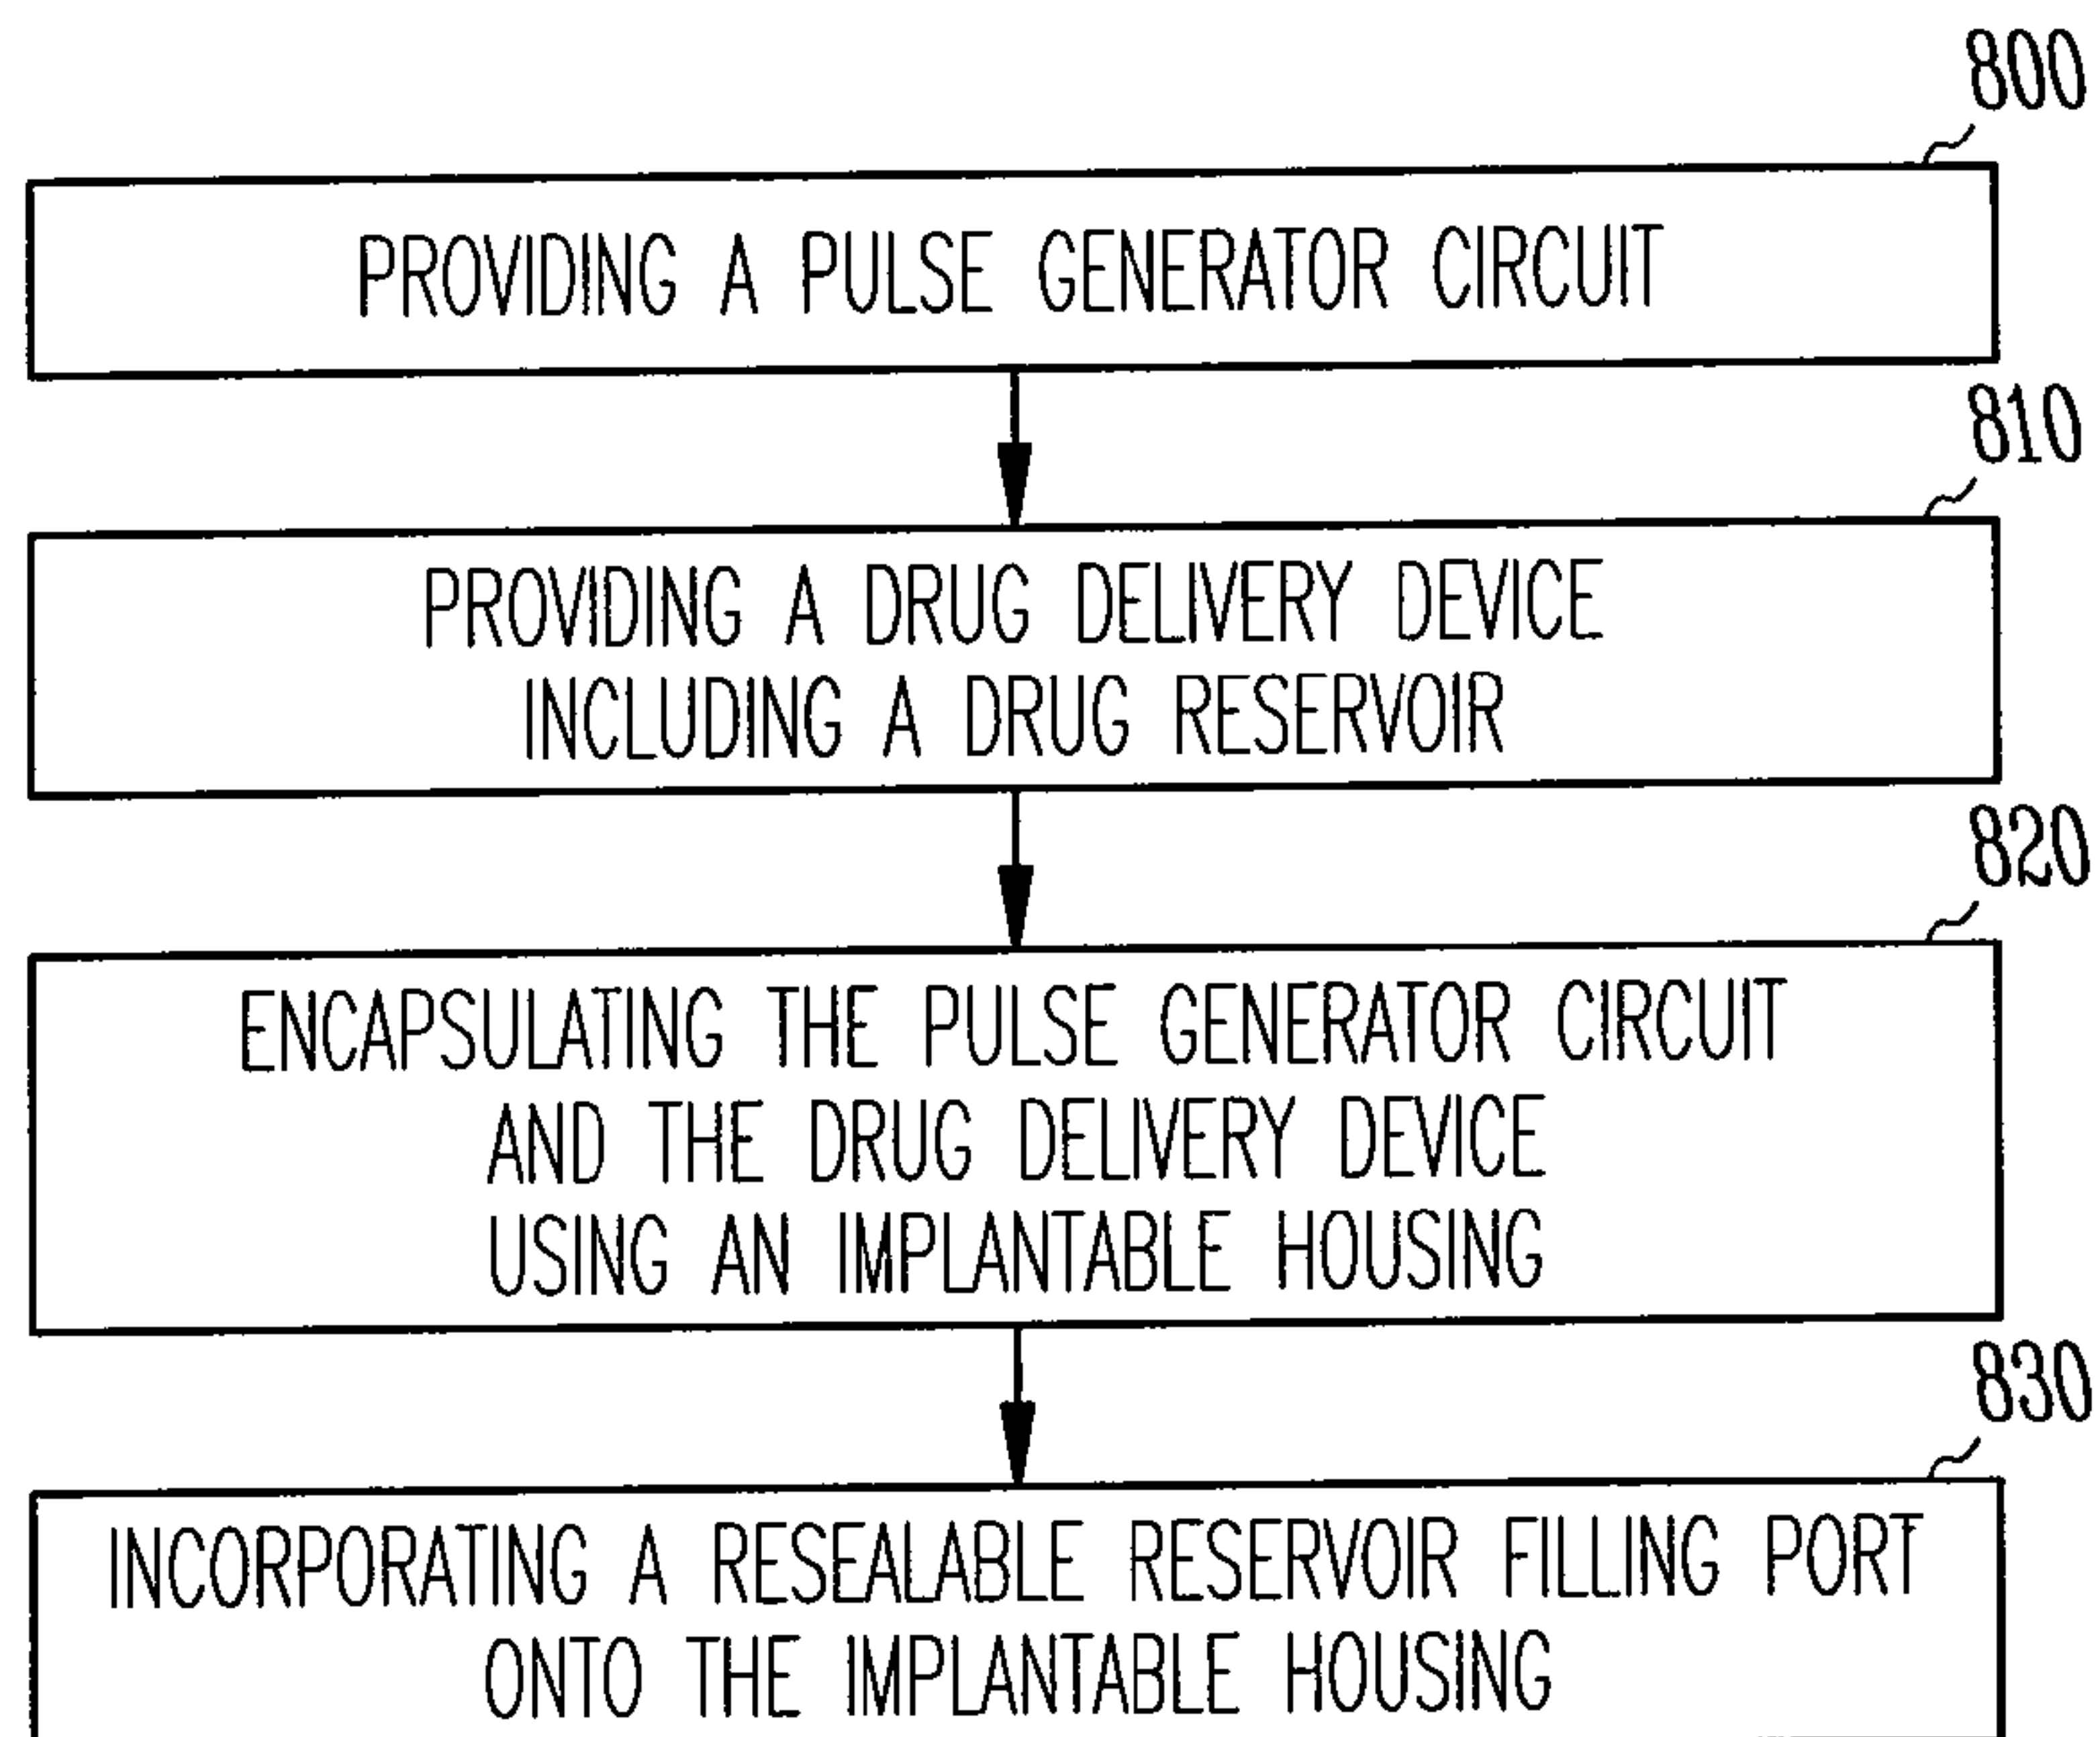 800
PROVIDING A PULSE GENERATOR CIRCUIT
810
PROVIDING A DRUG DELIVERY DEVICE
INCLUDING A DRUG RESERVOIR
820
ENCAPSULATING THE PULSE GENERATOR CIRCUIT
AND THE DRUG DELIVERY DEVICE
USING AN IMPLANTABLE HOUSING
830
INCORPORATING A RESEALABLE RESERVOIR FILLING PORT
ONTO THE IMPLANTABLE HOUSING